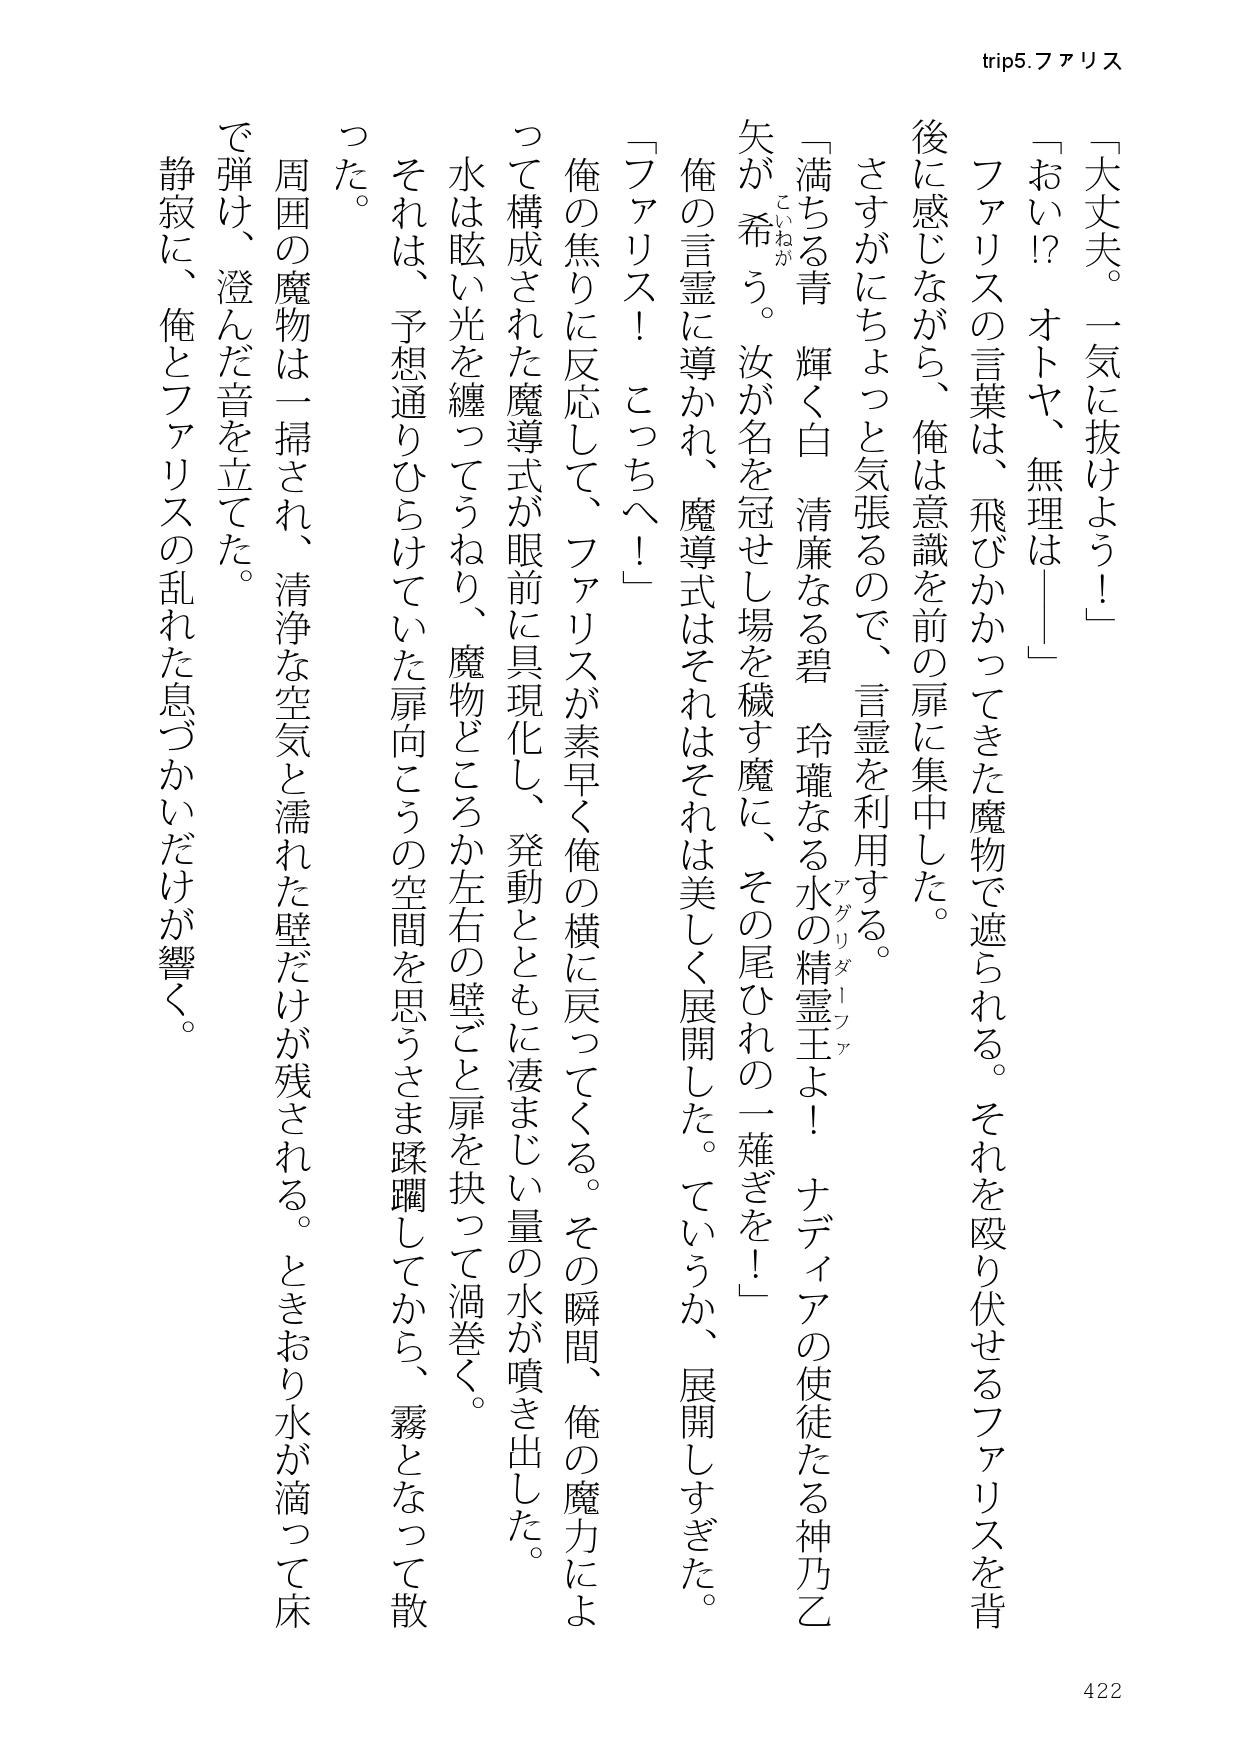 trip5.ファリス
「大丈夫。一気に抜けよう！」
「おい!?　オトヤ、無理は――」
　ファリスの言葉は、飛びかかってきた魔物で遮られる。それを殴り伏せるファリスを背
後に感じながら、俺は意識を前の扉に集中した。
　さすがにちょっと気張るので、言霊を利用する。
「満ちる青　輝く白　清廉なる碧　玲瓏なる水の精霊王よ！　ナディアの使徒たる神乃乙
アグリダーファ
矢が希う。汝が名を冠せし場を穢す魔に、その尾ひれの一薙ぎを！」
こいねが
　俺の言霊に導かれ、魔導式はそれはそれは美しく展開した。ていうか、展開しすぎた。
「ファリス！　こっちへ！」
　俺の焦りに反応して、ファリスが素早く俺の横に戻ってくる。その瞬間、俺の魔力によ
って構成された魔導式が眼前に具現化し、発動とともに凄まじい量の水が噴き出した。
　水は眩い光を纏ってうねり、魔物どころか左右の壁ごと扉を抉って渦巻く。
　それは、予想通りひらけていた扉向こうの空間を思うさま蹂躙してから、霧となって散
った。
　周囲の魔物は一掃され、清浄な空気と濡れた壁だけが残される。ときおり水が滴って床
で弾け、澄んだ音を立てた。
　静寂に、俺とファリスの乱れた息づかいだけが響く。
422